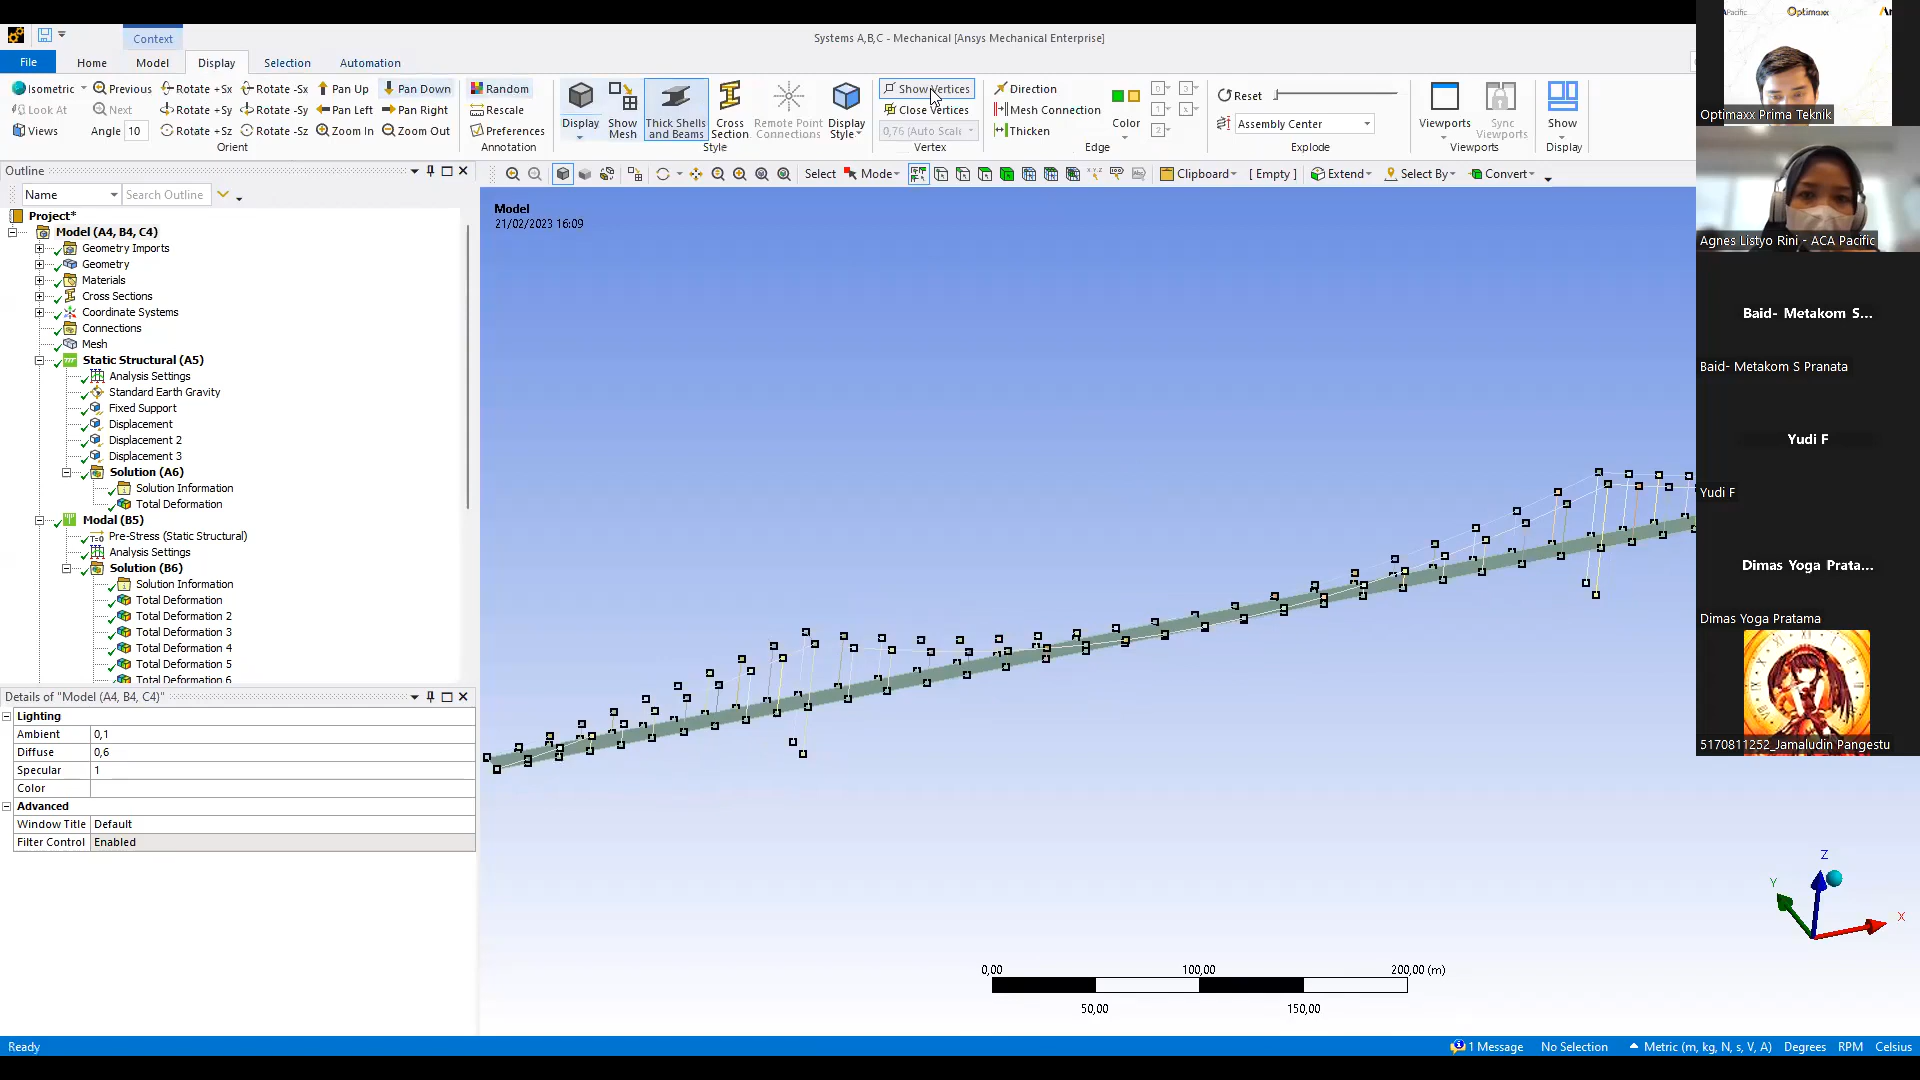 Context
Systems A,B,C - Mechanical [Ansys Mechanical Enterprise]
File
Home
Model
Display
Selection
Automation
Isometric
Previous
Rotate +Sx
Rotate -Sx
Pan Up
Pan Down
Look At
Next
Rotate +Sy
Rotate -Sy
Pan Left
Pan Right
Views
Angle 10
Rotate +Sz
Rotate -Sz
Zoom In
Zoom Out
Orient
Random
Rescale
Preferences
Annotation
Display
Show Mesh
Thick Shells and Beams
Cross Section
Remote Point Connections
Display Style
Style
Show Vertices
Close Vertices
0,76 (Auto Scale
Vertex
Direction
Mesh Connection
Thicken
Color
Edge
Reset
Assembly Center
Explode
Viewports
Sync Viewports
Viewports
Show
Display
Outline
Name
Search Outline
Select
Mode
Clipboard
[ Empty ]
Extend
Select By
Convert
Project*
Model (A4, B4, C4)
Geometry Imports
Geometry
Materials
Cross Sections
Coordinate Systems
Connections
Mesh
Static Structural (A5)
Analysis Settings
Standard Earth Gravity
Fixed Support
Displacement
Displacement 2
Displacement 3
Solution (A6)
Solution Information
Total Deformation
Modal (B5)
Pre-Stress (Static Structural)
Analysis Settings
Solution (B6)
Solution Information
Total Deformation
Total Deformation 2
Total Deformation 3
Total Deformation 4
Total Deformation 5
Total Deformation 6
Details of "Model (A4, B4, C4)"
Lighting
Ambient 0,1
Diffuse 0,6
Specular 1
Color
Advanced
Window Title Default
Filter Control Enabled
Model
21/02/2023 16:09
0,00
100,00
200,00 (m)
50,00
150,00
Z
Y
X
Optimaxx
Optimaxx Prima Teknik
Agnes Listyo Rini - ACA Pacific
Baid- Metakom S...
Baid- Metakom S Pranata
Yudi F
Yudi F
Dimas Yoga Prata...
Dimas Yoga Pratama
5170811252_Jamaludin Pangestu
Ready
1 Message
No Selection
Metric (m, kg, N, s, V, A)
Degrees
RPM
Celsius